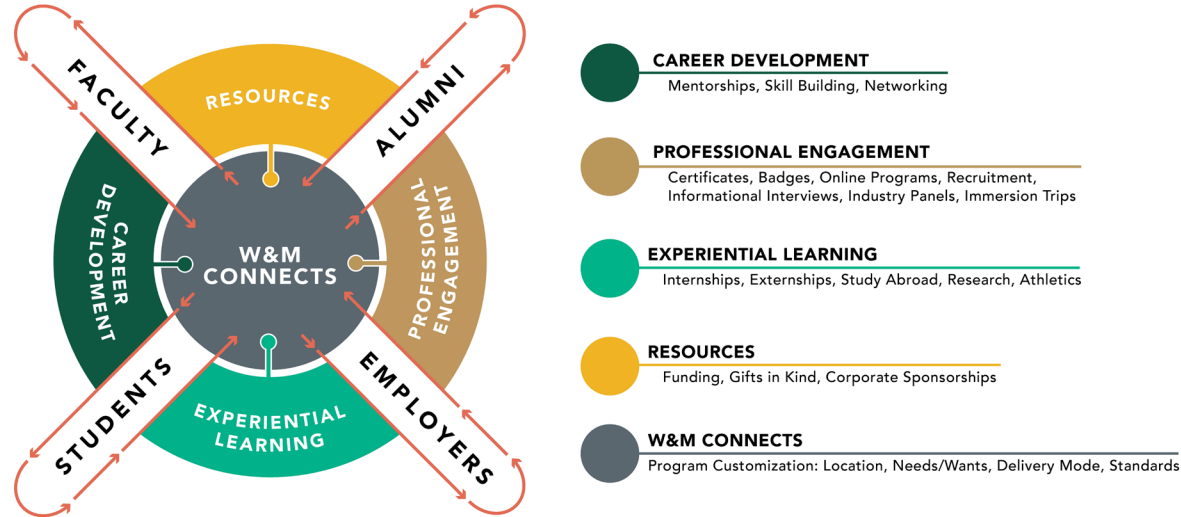 FACULTY
RESOURCES
ALUMNI
CAREER
DEVELOPMENT
W&M
CONNECTS
PROFESSIONAL
ENGAGEMENT
STUDENTS
EXPERIENTIAL
LEARNING
EMPLOYERS
CAREER DEVELOPMENT
Mentorships, Skill Building, Networking
PROFESSIONAL ENGAGEMENT
Certificates, Badges, Online Programs, Recruitment,
Informational Interviews, Industry Panels, Immersion Trips
EXPERIENTIAL LEARNING
Internships, Externships, Study Abroad, Research, Athletics
RESOURCES
Funding, Gifts in Kind, Corporate Sponsorships
W&M CONNECTS
Program Customization: Location, Needs/Wants, Delivery Mode, Standards